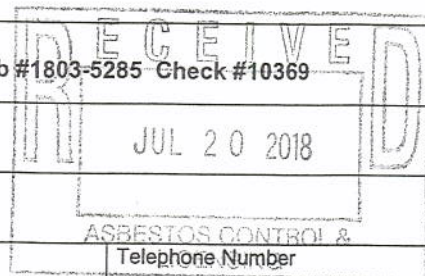 RECEIVED
b #1803-5285 Check #10369
JUL 20 2018
ASBESTOS CONTROL &
Telephone Number